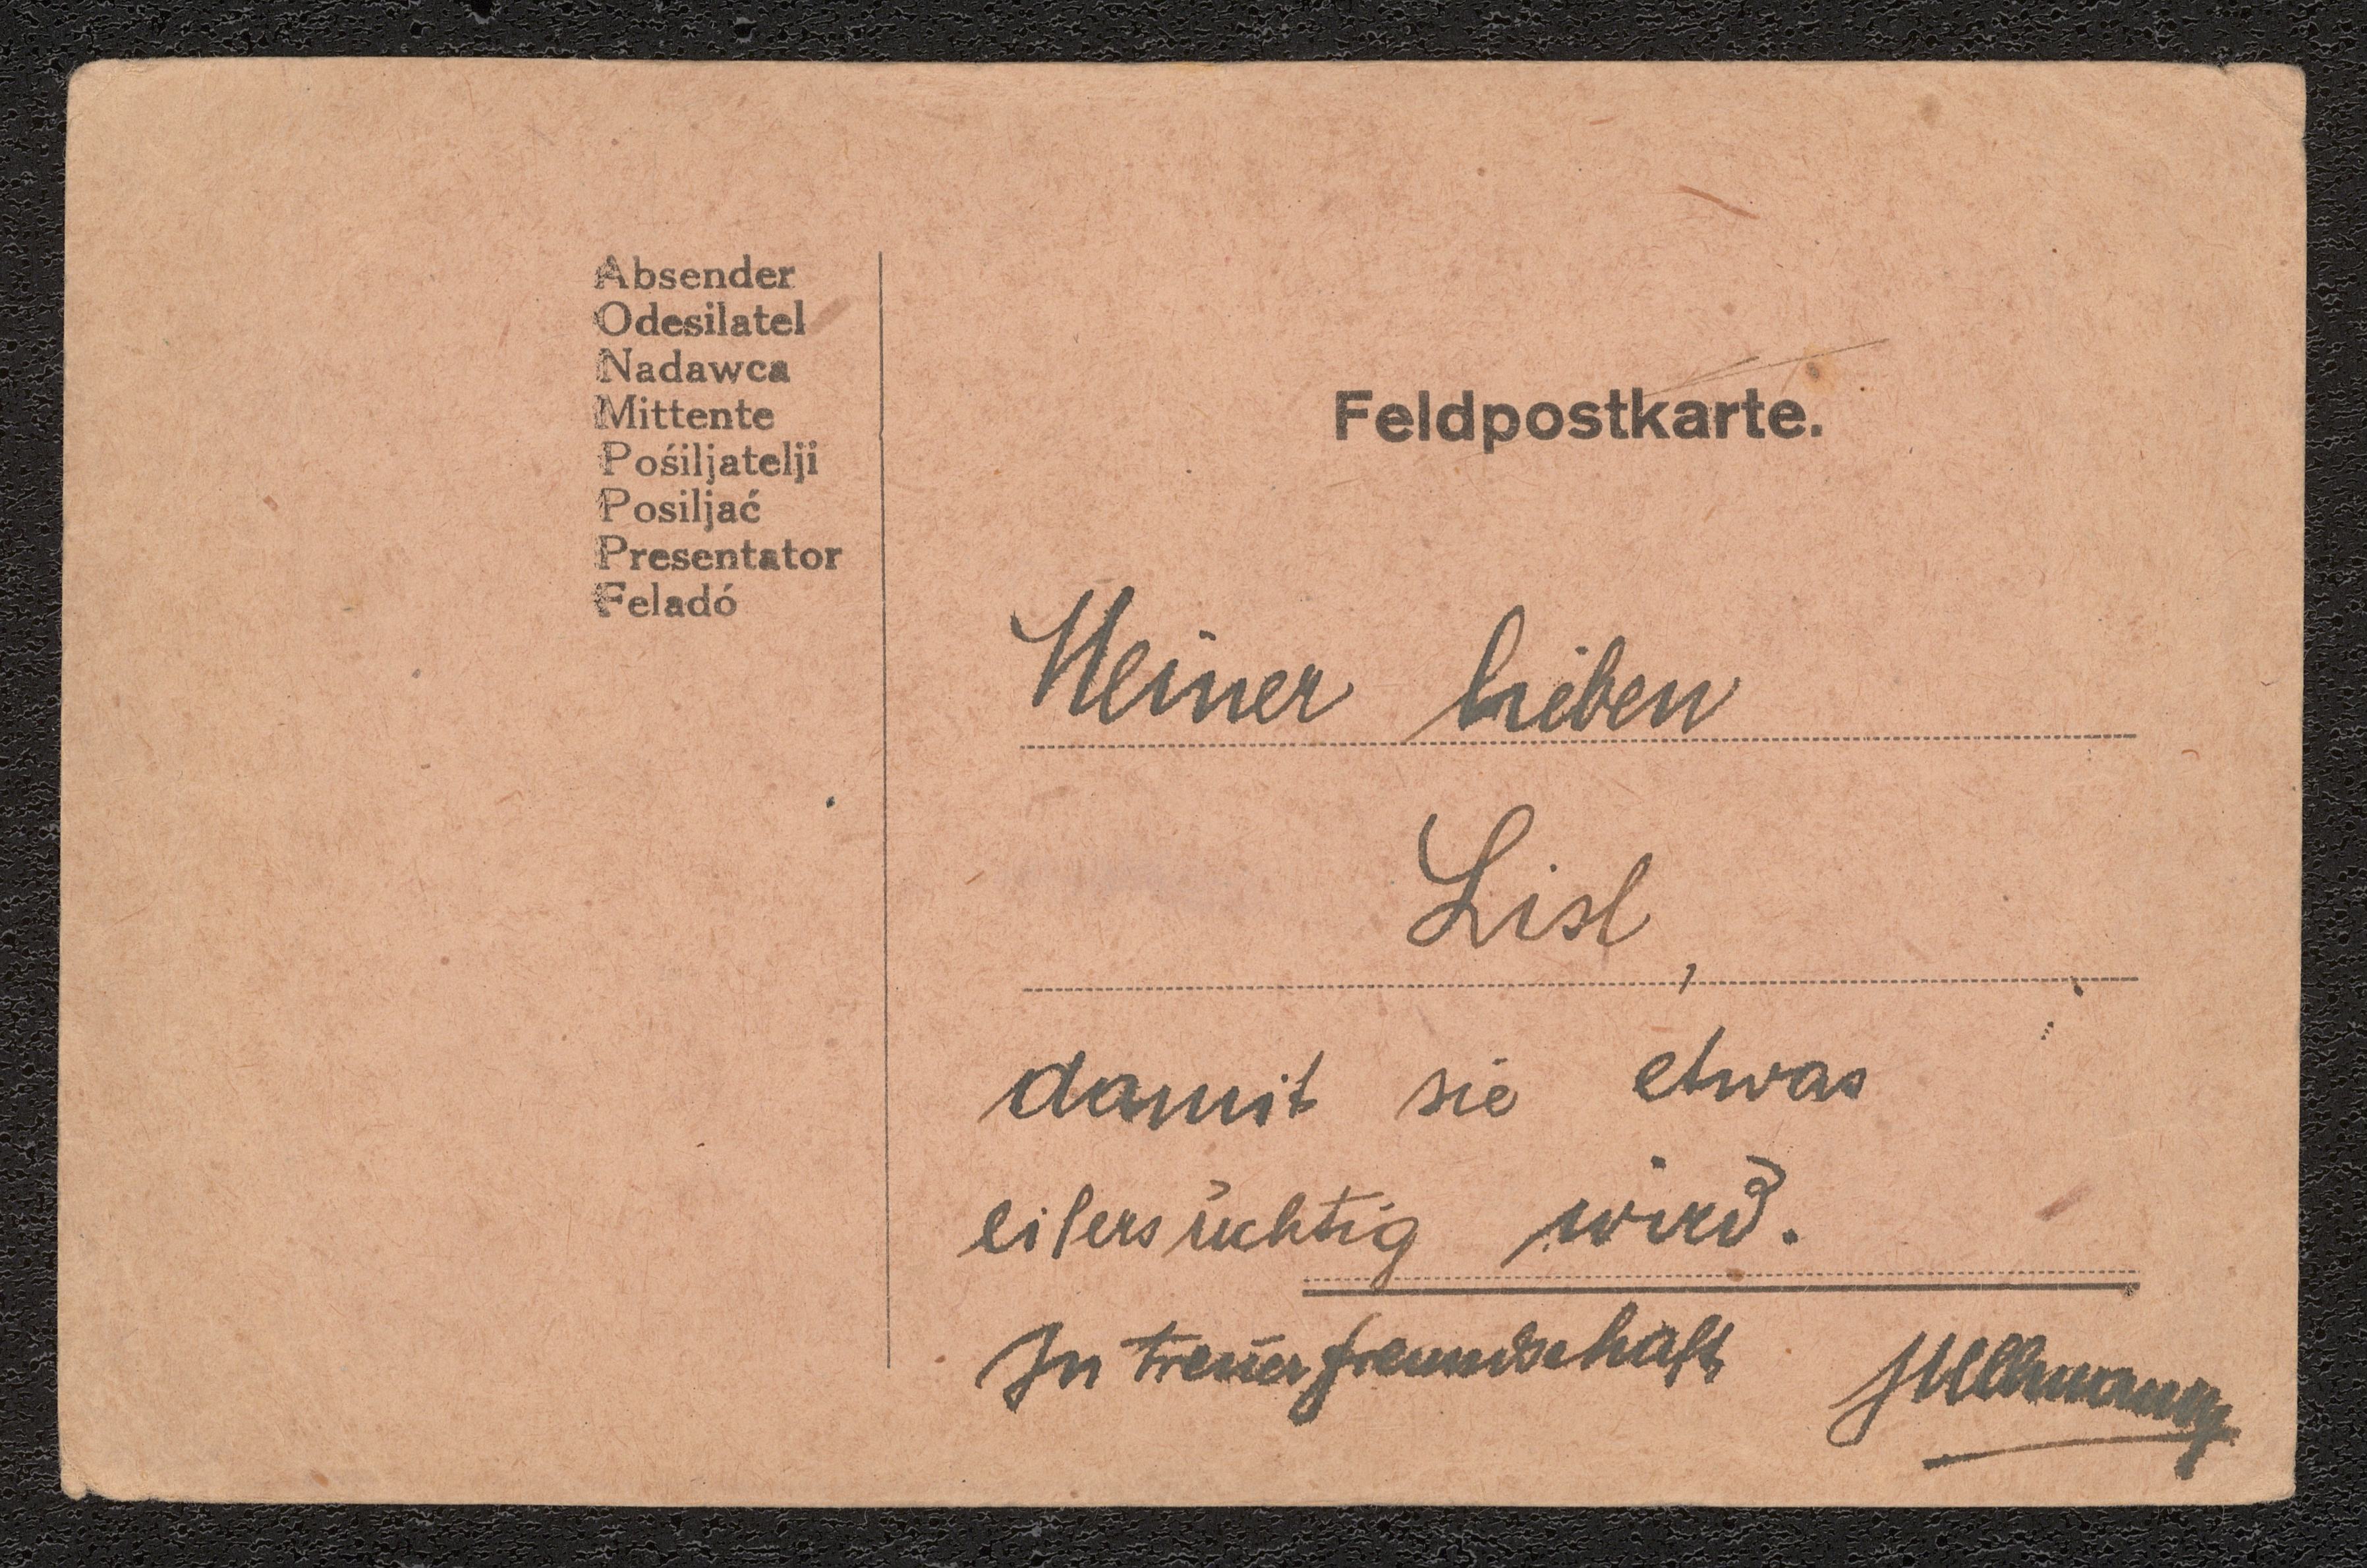 Absender
Odesilatel
Nadawca
Mittente
Pośiljatelji
Posiljać
Presentator
Feladó
Feldpostkarte.
Meiner lieben
Lisl,
damit sie etwas
eifersüchtig wird.
In treuer freundschaft